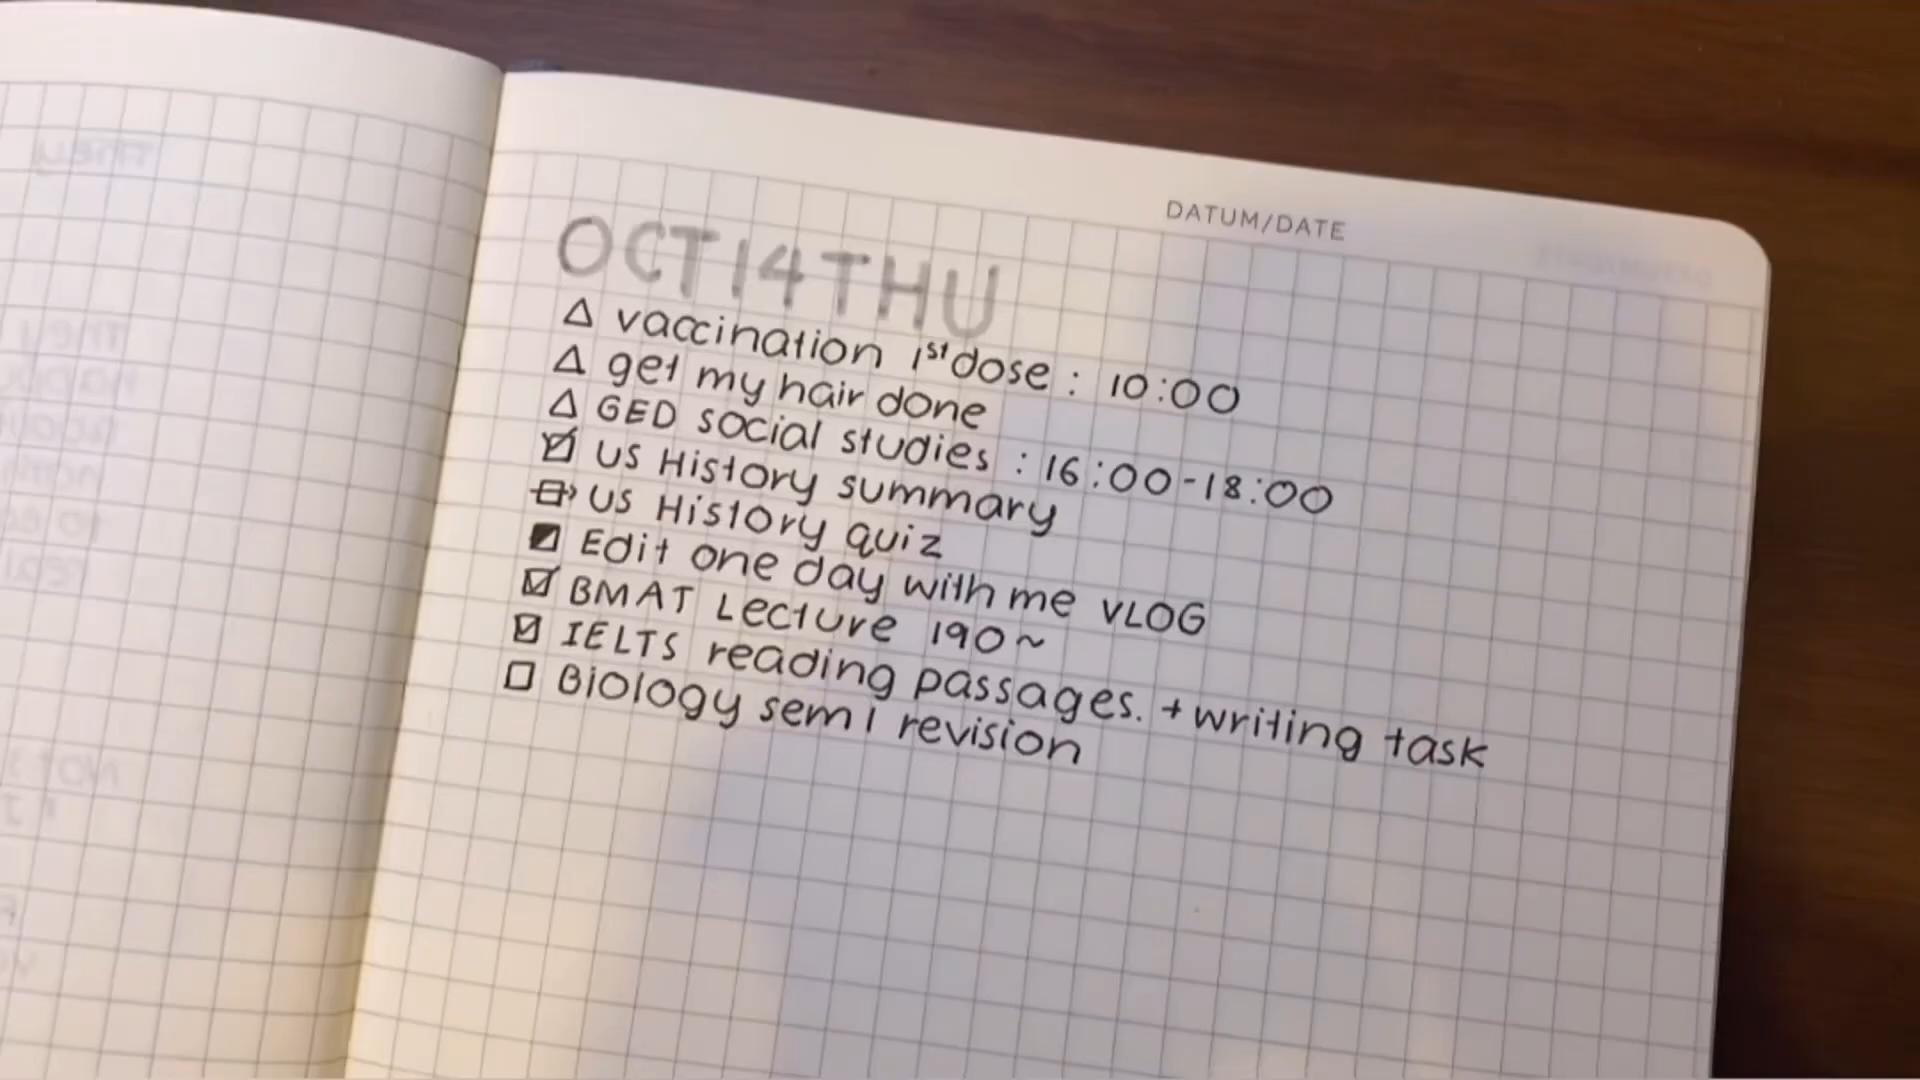 DATUM/DATE
OCT 14 THU
△ vaccination 1st dose : 10:00
△ get my hair done
△ GED social studies : 16:00-18:00
☑ US History summary
US History quiz
Edit one day with me VLOG
☑ BMAT Lecture 190~
☑ IELTS reading passages. + writing task
☐ Biology sem 1 revision